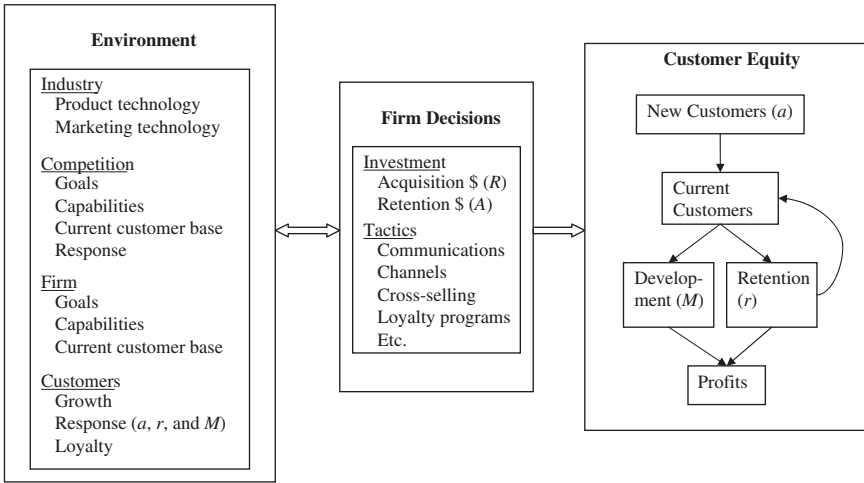 Environment
Industry
Product technology
Marketing technology
Competition
Goals
Capabilities
Current customer base
Response
Firm
Goals
Capabilities
Current customer base
Customers
Growth
Response (a, r, and M)
Loyalty
Firm Decisions
Investment
Acquisition $ (R)
Retention $ (A)
Tactics
Communications
Channels
Cross-selling
Loyalty programs
Etc.
Customer Equity
New Customers (a)
Current
Customers
Develop-
ment (M)
Retention
(r)
Profits